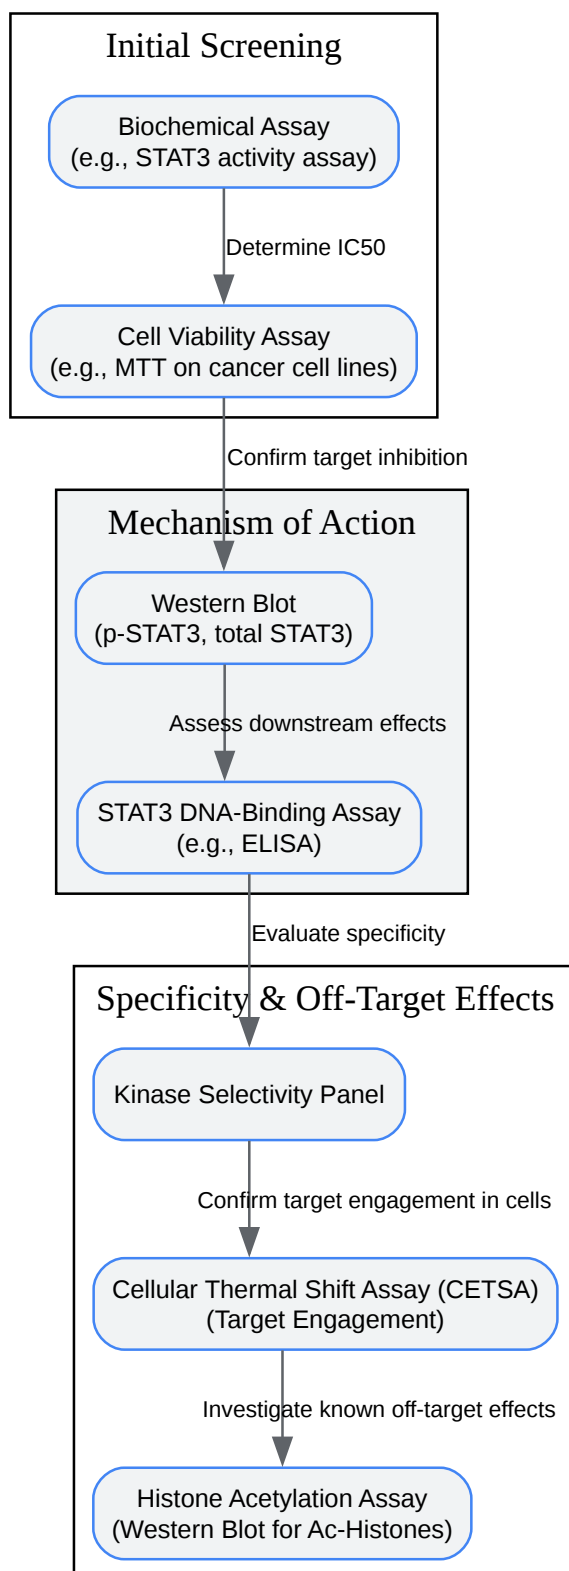 Initial Screening
Biochemical Assay
(e.g., STAT3 activity assay)
Determine IC50
Cell Viability Assay
(e.g., MTT on cancer cell lines)
Confirm target inhibition
Mechanism of Action
Western Blot
(p-STAT3, total STAT3)
Assess downstream effects
STAT3 DNA-Binding Assay
(e.g., ELISA)
Evaluate specificity
Specificity & Off-Target Effects
Kinase Selectivity Panel
Confirm target engagement in cells
Cellular Thermal Shift Assay (CETSA)
(Target Engagement)
Investigate known off-target effects
Histone Acetylation Assay
(Western Blot for Ac-Histones)